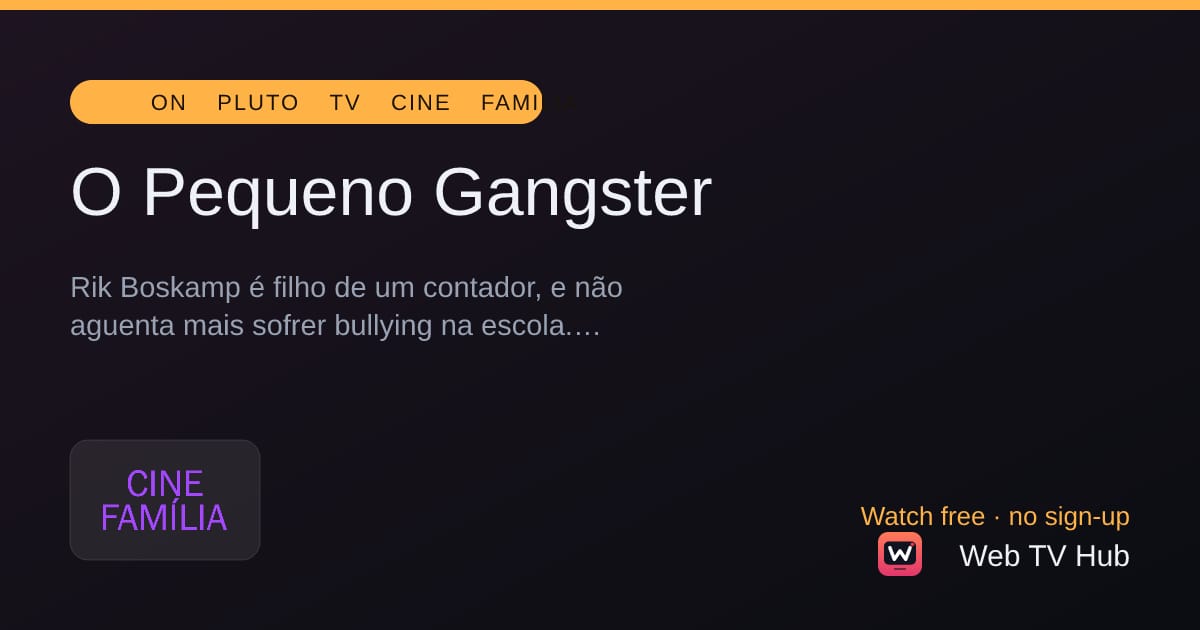 ON PLUTO TV CINE FAMI
O Pequeno Gangster
Rik Boskamp é filho de um contador, e não
aguenta mais sofrer bullying na escola.…
CINE
FAMÍLIA
Watch free · no sign-up
W
Web TV Hub